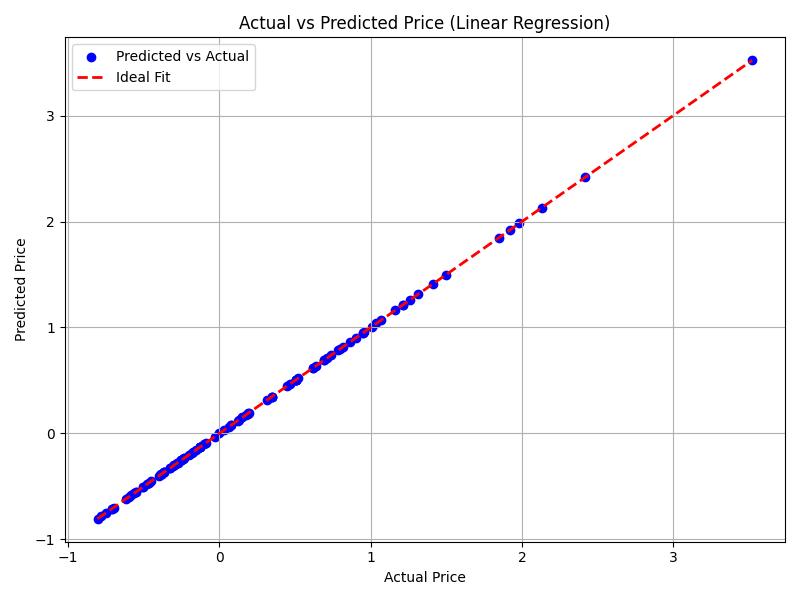 Actual vs Predicted Price (Linear Regression)
Predicted vs Actual
Ideal Fit
3
2
1
0
−1
Predicted Price
−1
0
1
2
3
Actual Price